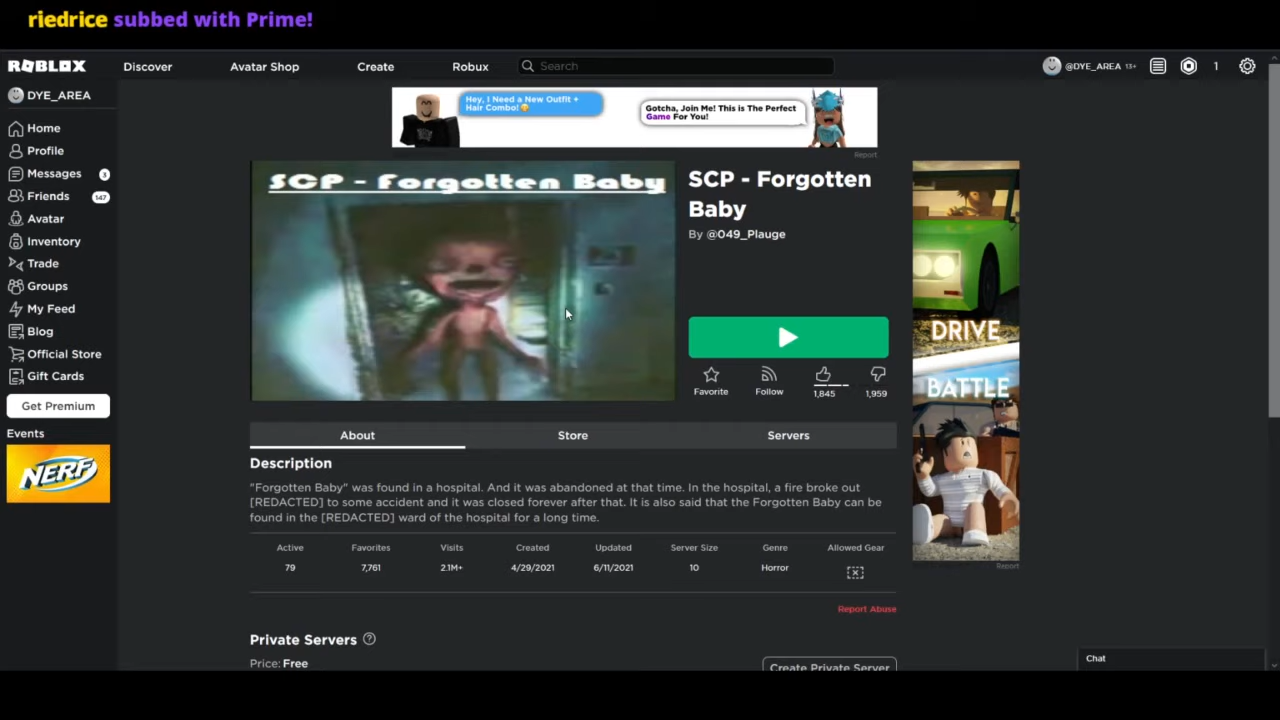 riedrice subbed with Prime!
ROBLOX Discover Avatar Shop Create Robux Search @DYE_AREA 13+ 1
DYE_AREA
Hey, I Need a New Outfit +
Hair Combo!
Gotcha, Join Me! This is The Perfect
Game For You!
Report
Home
Profile
Messages 3
Friends 147
Avatar
Inventory
Trade
Groups
My Feed
Blog
Official Store
Gift Cards
Get Premium
Events
NERF
SCP - Forgotten Baby
SCP - Forgotten
Baby
By @049_Plauge
Favorite Follow 1,845 1,959
DRIVE
BATTLE
Report
About Store Servers
Description
"Forgotten Baby" was found in a hospital. And it was abandoned at that time. In the hospital, a fire broke out
[REDACTED] to some accident and it was closed forever after that. It is also said that the Forgotten Baby can be
found in the [REDACTED] ward of the hospital for a long time.
Active Favorites Visits Created Updated Server Size Genre Allowed Gear
79 7,761 2.1M+ 4/29/2021 6/11/2021 10 Horror
Report Abuse
Private Servers ?
Price: Free
Create Private Server
Chat